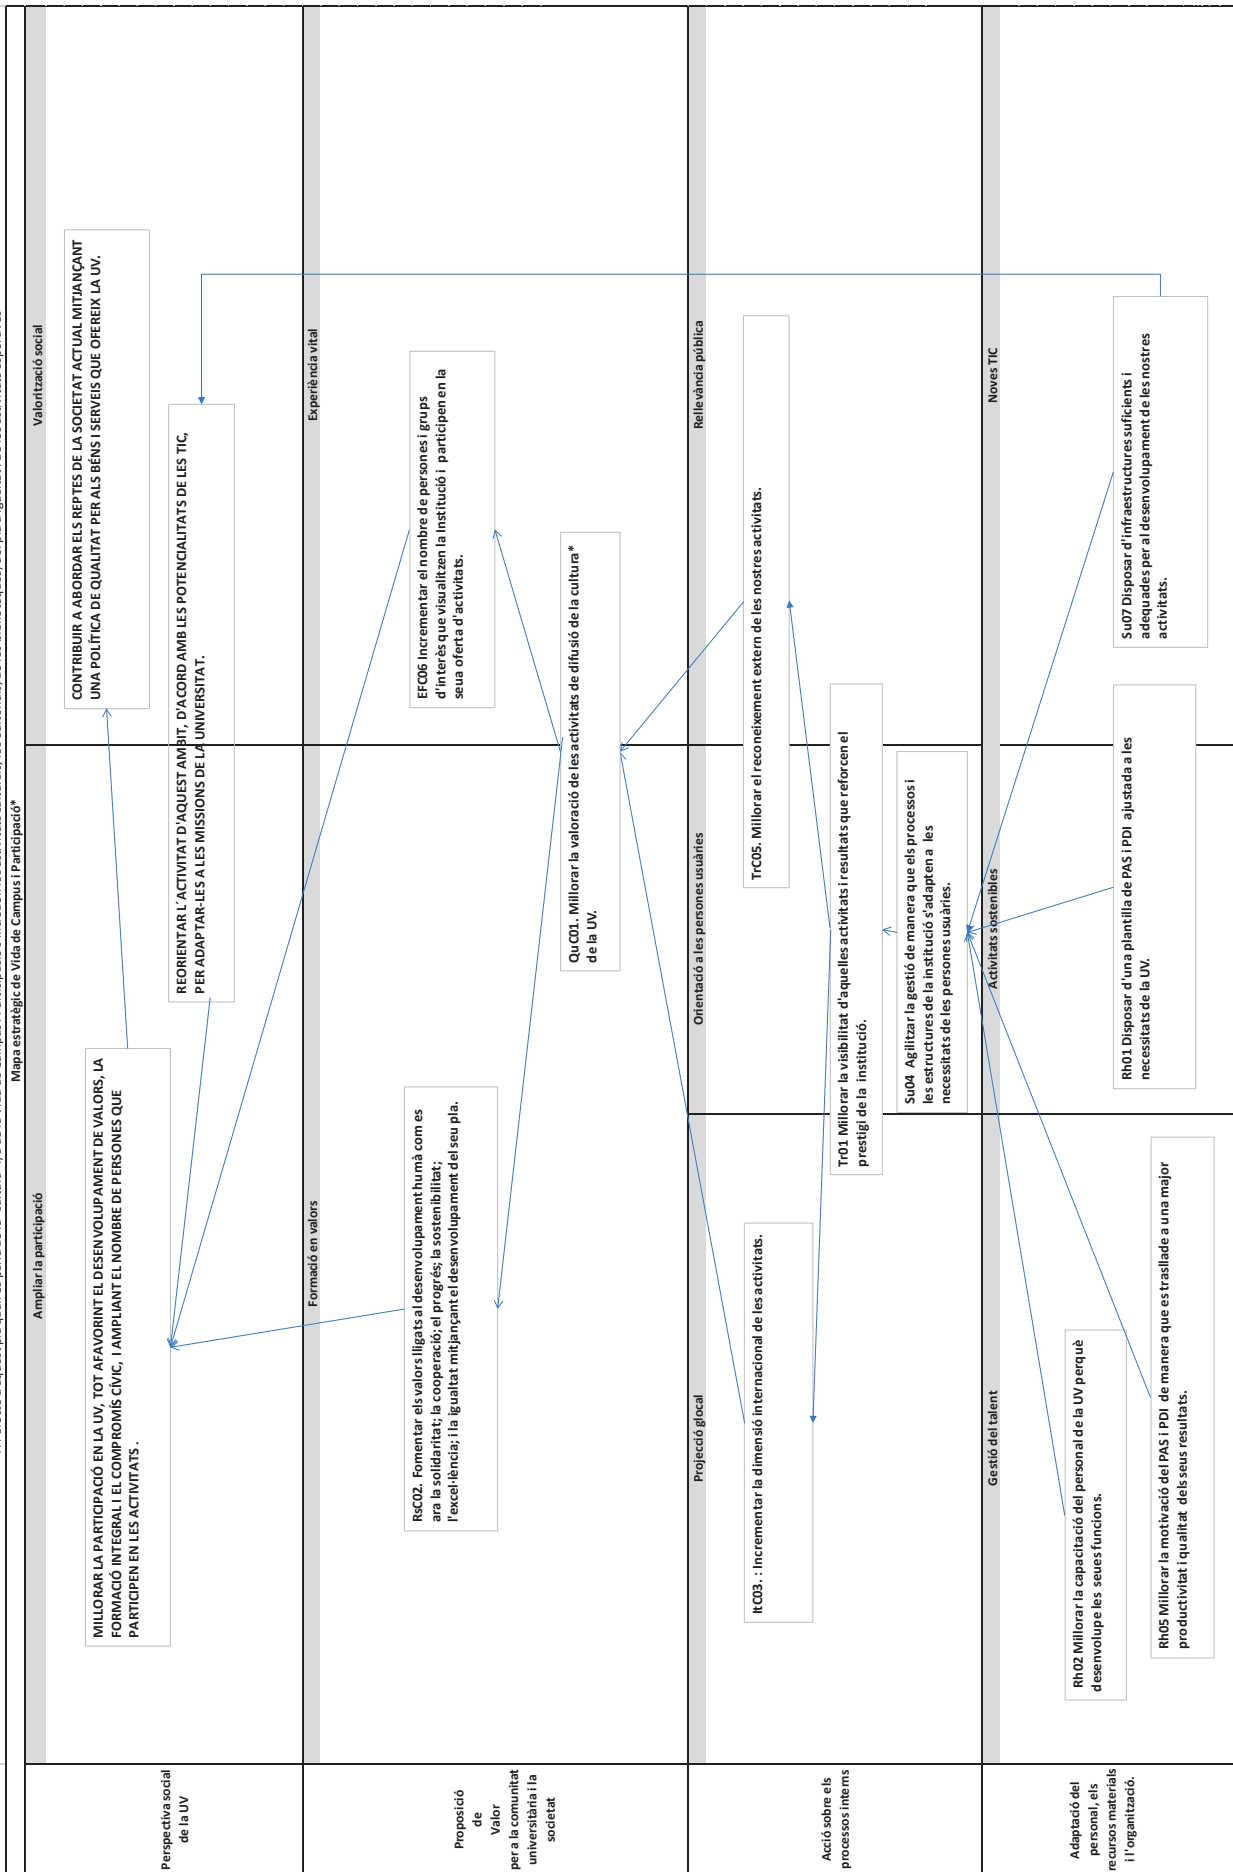 Mapa estratègic de Vida de Campus i Participació*
Perspectiva social
de la UV
Ampliar la participació
Valorització social
MILLORAR LA PARTICIPACIÓ EN LA UV, TOT AFAVORINT EL DESENVOLUPAMENT DE VALORS, LA
FORMACIÓ INTEGRAL I EL COMPROMÍS CÍVIC, I AMPLIANT EL NOMBRE DE PERSONES QUE
PARTICIPEN EN LES ACTIVITATS .
CONTRIBUIR A ABORDAR ELS REPTES DE LA SOCIETAT ACTUAL MITJANÇANT
UNA POLÍTICA DE QUALITAT PER ALS BÉNS I SERVEIS QUE OFEREIX LA UV.
REORIENTAR L´ACTIVITAT D'AQUEST AMBIT, D'ACORD AMB LES POTENCIALITATS DE LES TIC,
PER ADAPTAR-LES A LES MISSIONS DE LA UNIVERSITAT.
Proposició
de
Valor
per a la comunitat
universitària i la
societat
Formació en valors
Experiència vital
RsC02. Fomentar els valors lligats al desenvolupament humà com es
ara la solidaritat; la cooperació; el progrés; la sostenibilitat;
l'excel·lència; i la igualtat mitjançant el desenvolupament del seu pla.
EFC06 Incrementar el nombre de persones i grups
d'interès que visualitzen la Institució i participen en la
seua oferta d'activitats.
QuC01. Millorar la valoració de les activitats de difusió de la cultura*
de la UV.
Acció sobre els
processos interns
Projecció glocal
Orientació a les persones usuàries
Rellevància pública
ItC03. : Incrementar la dimensió internacional de les activitats.
TrC05. Millorar el reconeixement extern de les nostres activitats.
Tr01 Millorar la visibilitat d'aquelles activitats i resultats que reforcen el
prestigi de la institució.
Su04 Agilitzar la gestió de manera que els processos i
les estructures de la institució s'adapten a les
necessitats de les persones usuàries.
Adaptació del
personal, els
recursos materials
i l'organització.
Gestió del talent
Activitats sostenibles
Noves TIC
Rh02 Millorar la capacitació del personal de la UV perquè
desenvolupe les seues funcions.
Rh05 Millorar la motivació del PAS i PDI de manera que es trasllade a una major
productivitat i qualitat dels seus resultats.
Rh01 Disposar d'una plantilla de PAS i PDI ajustada a les
necessitats de la UV.
Su07 Disposar d'infraestructures suficients i
adequades per al desenvolupament de les nostres
activitats.